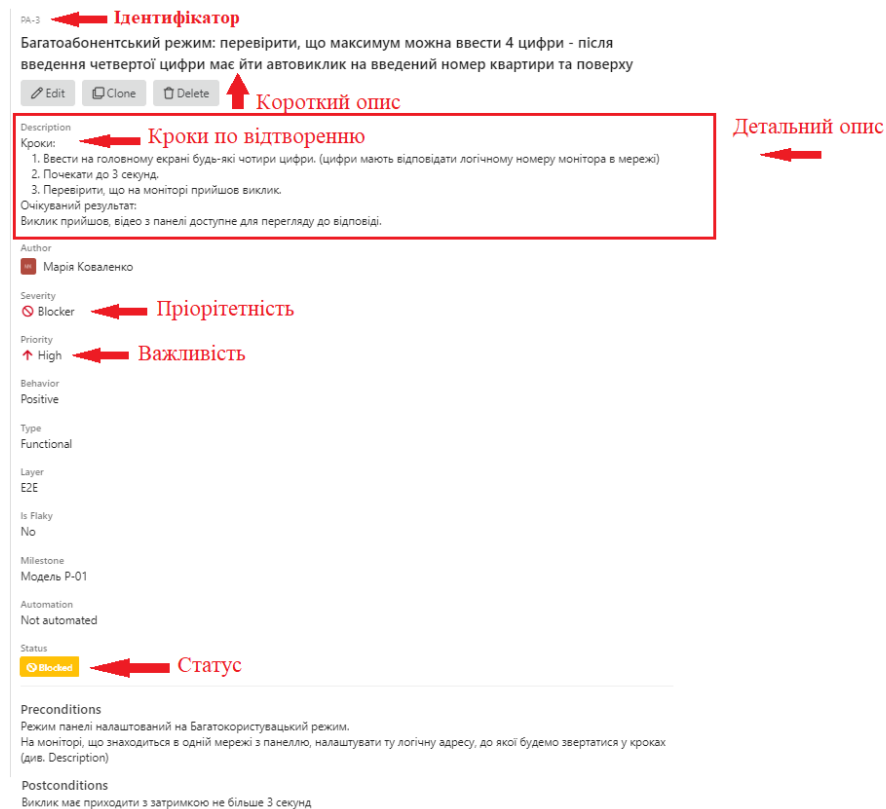 PA-3
Ідентифікатор
Багатоабонентський режим: перевірити, що максимум можна ввести 4 цифри - після
введення четвертої цифри має йти автовиклик на введений номер квартири та поверху
Edit
Clone
Delete
Короткий опис
Детальний опис
Description
Кроки по відтворенню
Кроки:
1. Ввести на головному екрані будь-які чотири цифри. (цифри мають відповідати логічному номеру монітора в мережі)
2. Почекати до 3 секунд.
3. Перевірити, що на моніторі прийшов виклик.
Очікуваний результат:
Виклик прийшов, відео з панелі доступне для перегляду до відповіді.
Author
Марія Коваленко
Severity
Blocker
Пріорітетність
Priority
High
Важливість
Behavior
Positive
Type
Functional
Layer
E2E
Is Flaky
No
Milestone
Модель P-01
Automation
Not automated
Status
Blocked
Статус
Preconditions
Режим панелі налаштований на Багатокористувацький режим.
На моніторі, що знаходиться в одній мережі з панеллю, налаштувати ту логічну адресу, до якої будемо звертатися у кроках
(див. Description)
Postconditions
Виклик має приходити з затримкою не більше 3 секунд